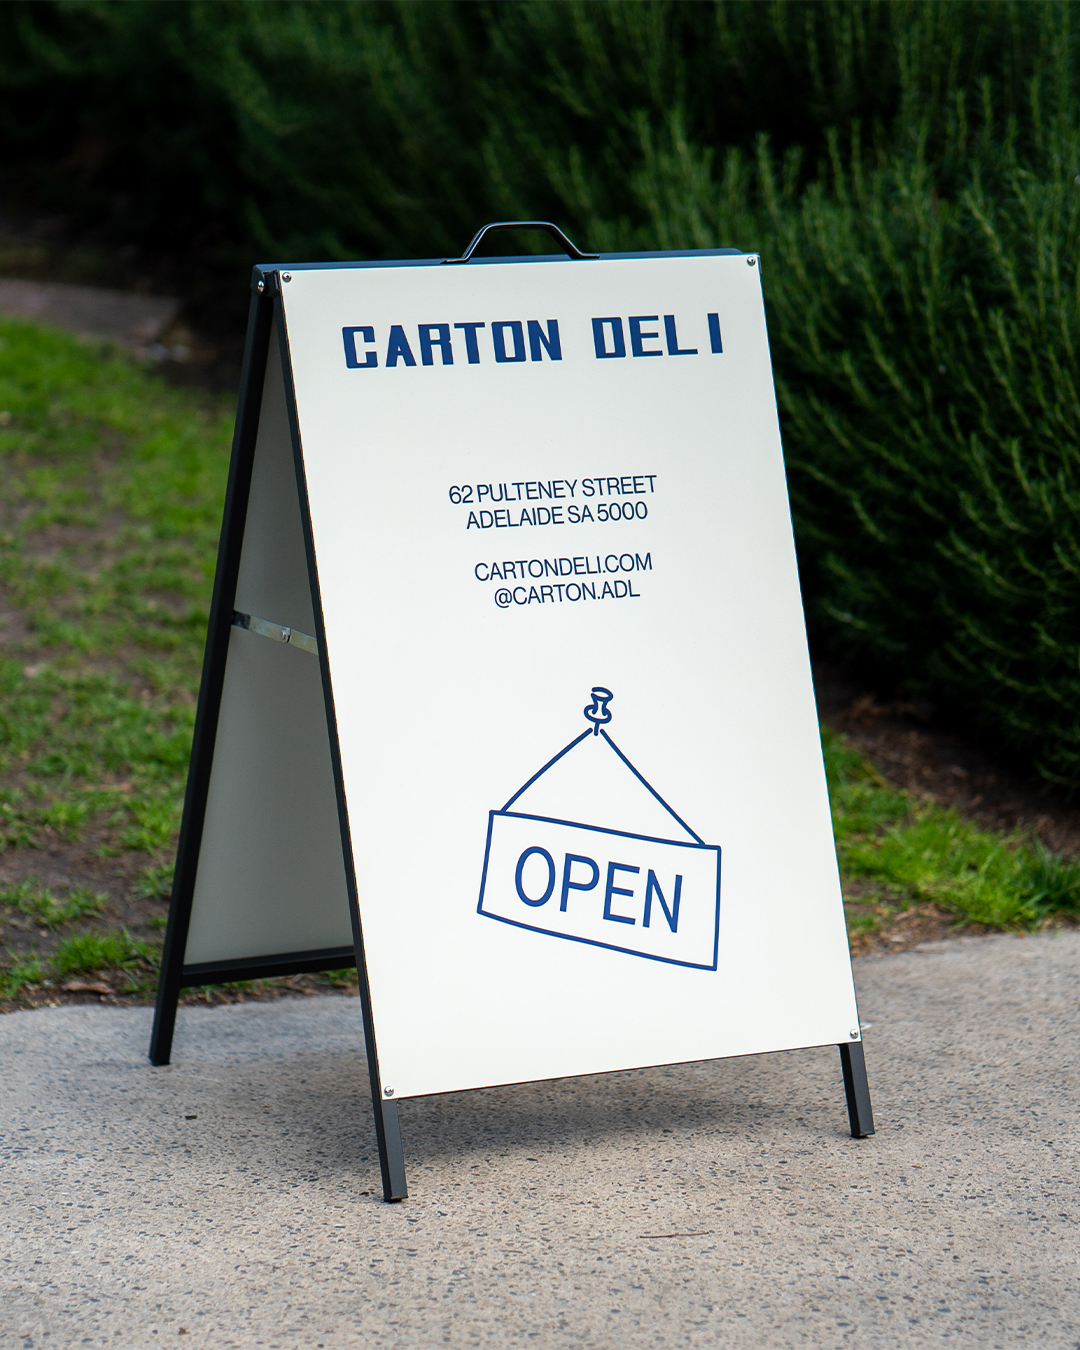 CARTON DELI
62 PULTENEY STREET
ADELAIDE SA 5000
CARTONDELI.COM
@CARTON.ADL
OPEN